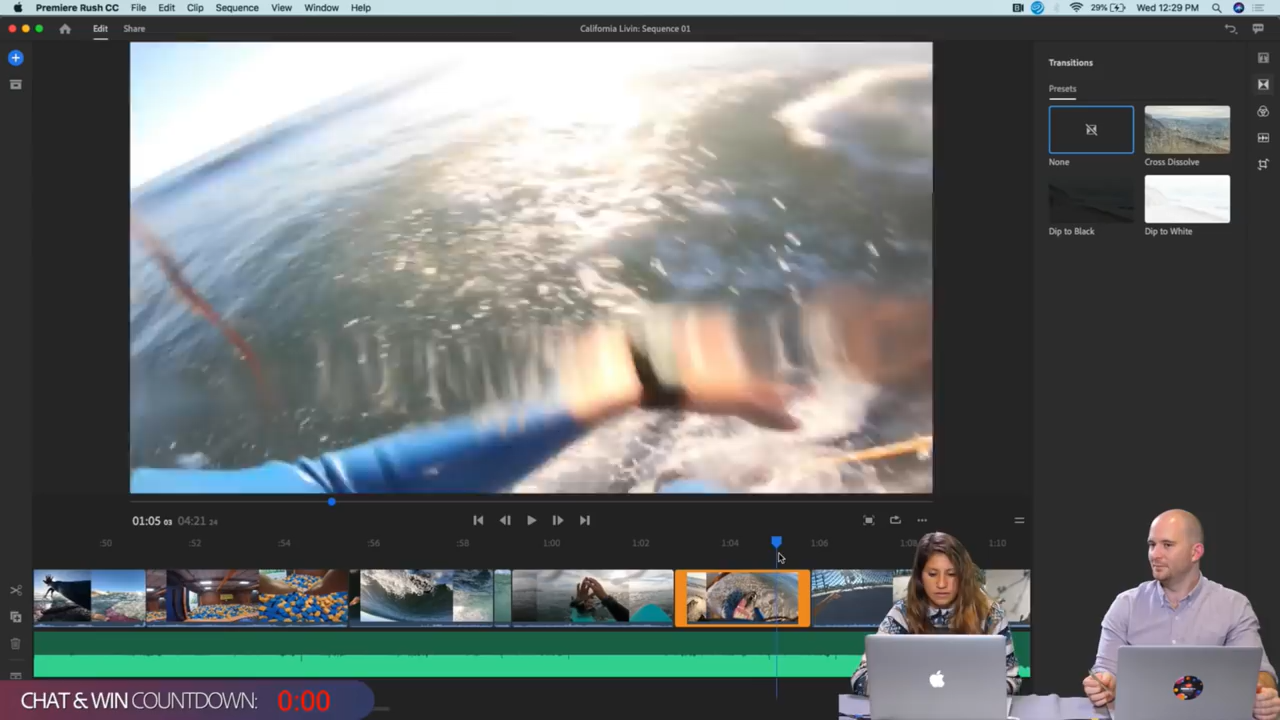 Premiere Rush CC File Edit Clip Sequence View Window Help 29% Wed 12:29 PM
Edit Share California Livin: Sequence 01
Transitions
Presets
None Cross Dissolve
Dip to Black Dip to White
01:05 03 04:21 24
:50 :52 :54 :56 :58 1:00 1:02 1:04 1:06 1:08 1:10
CHAT & WIN COUNTDOWN: 0:00